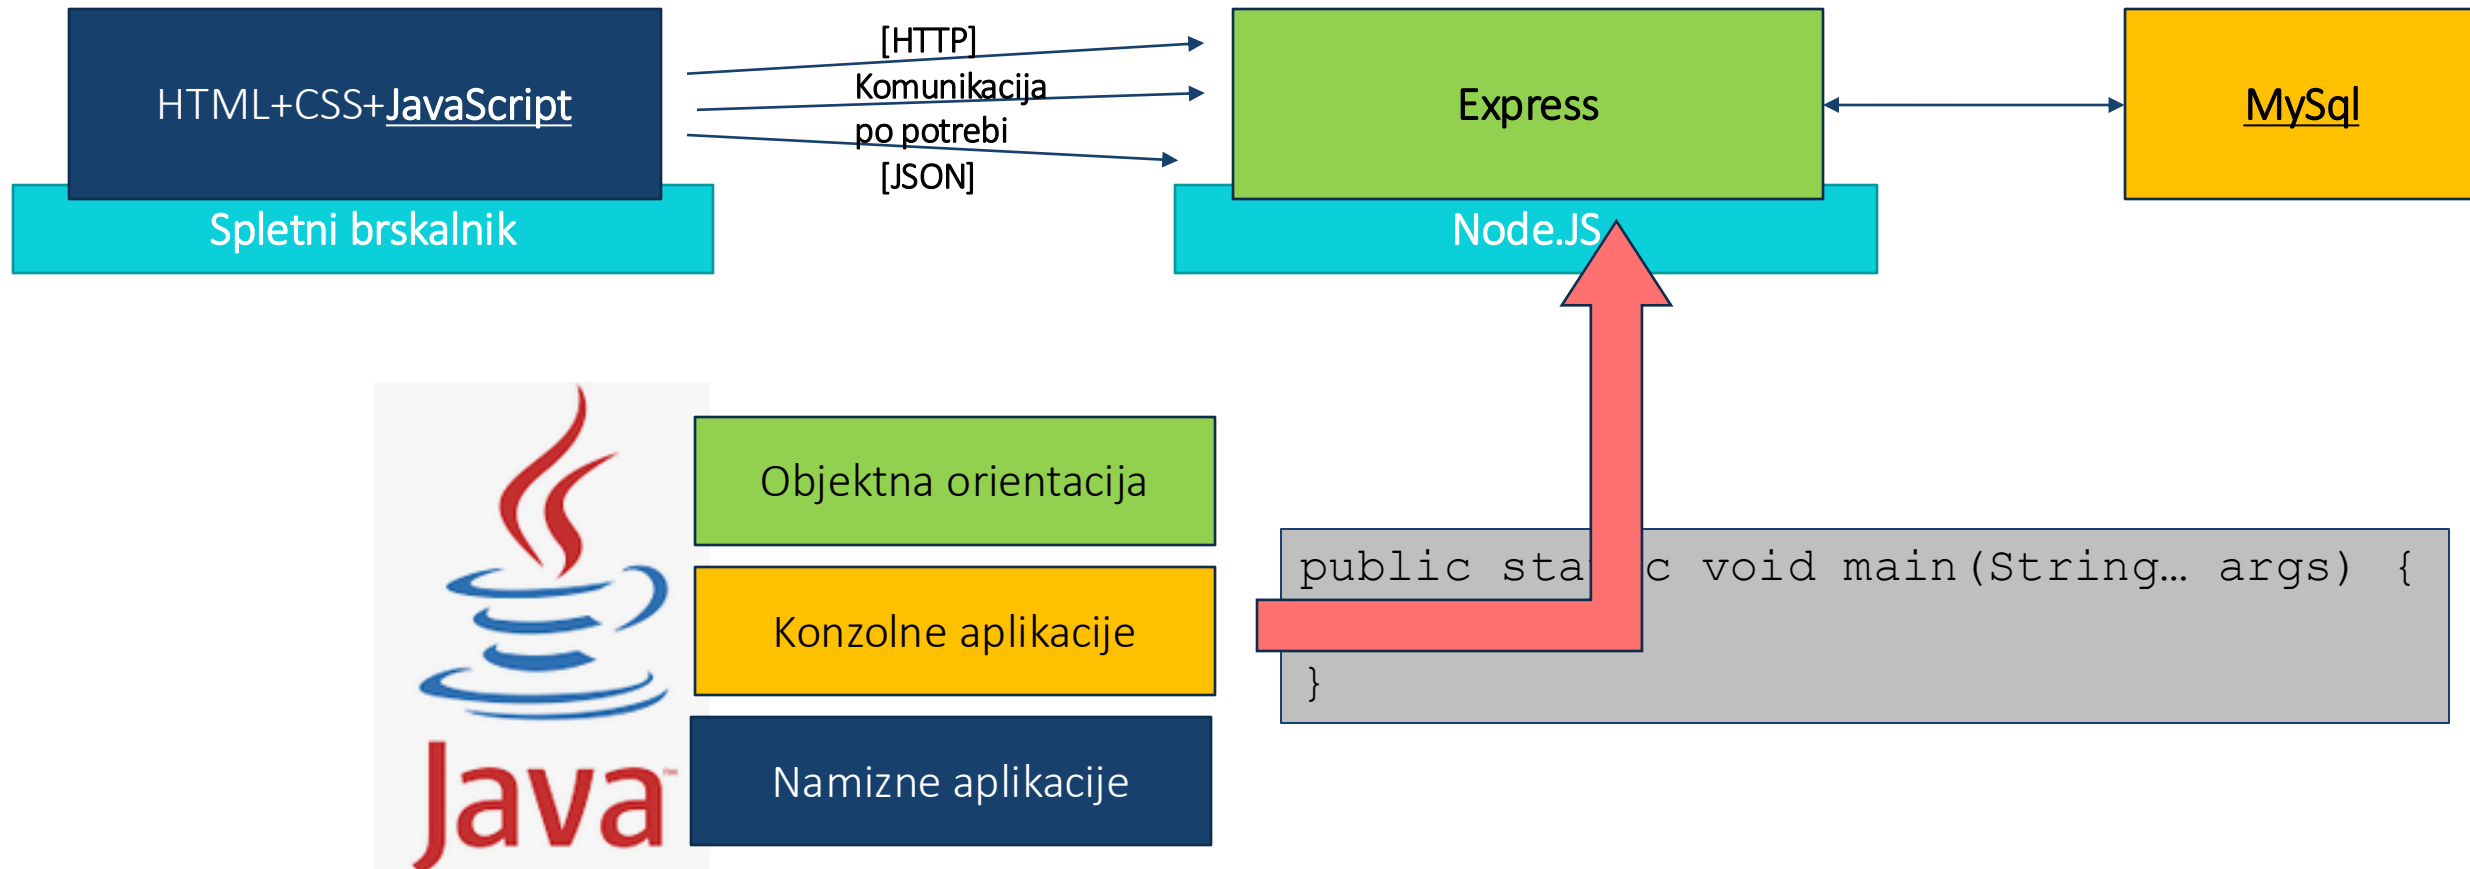 HTML+CSS+JavaScript
Spletni brskalnik
[HTTP]
Komunikacija
po potrebi
[JSON]
Express
Node.JS
MySql
Java™
Objektna orientacija
Konzolne aplikacije
Namizne aplikacije
public sta c void main(String… args) {
}